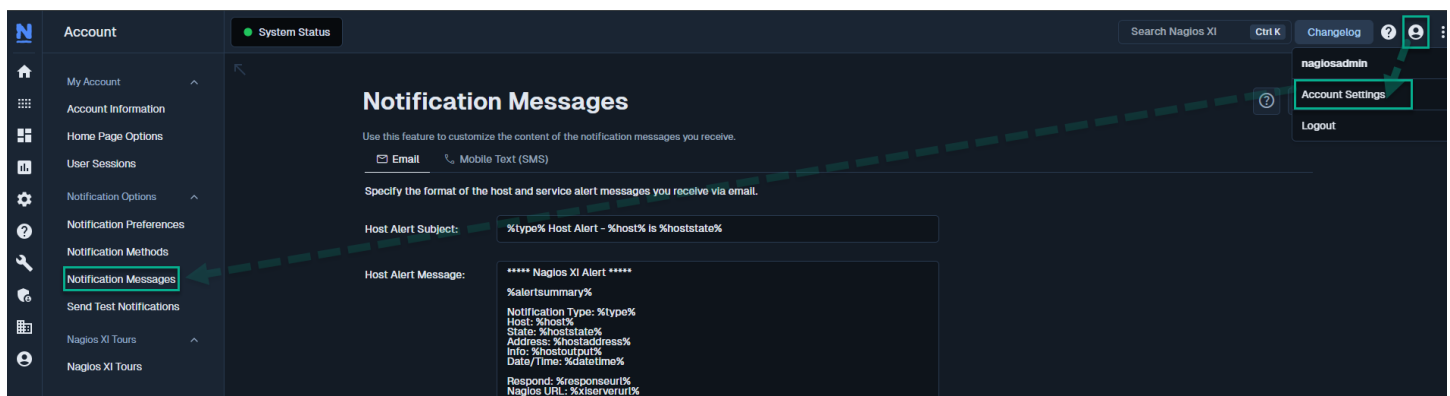 N
Account
System Status
Search Nagios XI
Ctrl K
Changelog
nagiosadmin
Account Settings
Logout
My Account
Account Information
Home Page Options
User Sessions
Notification Options
Notification Preferences
Notification Methods
Notification Messages
Send Test Notifications
Nagios XI Tours
Nagios XI Tours
Notification Messages
Use this feature to customize the content of the notification messages you receive.
Email
Mobile Text (SMS)
Specify the format of the host and service alert messages you receive via email.
Host Alert Subject:
%type% Host Alert - %host% is %hoststate%
Host Alert Message:
***** Nagios XI Alert *****
%alertsummary%
Notification Type: %type%
Host: %host%
State: %hoststate%
Address: %hostaddress%
Info: %hostoutput%
Date/Time: %datetime%
Respond: %responseurl%
Nagios URL: %xiserverurl%